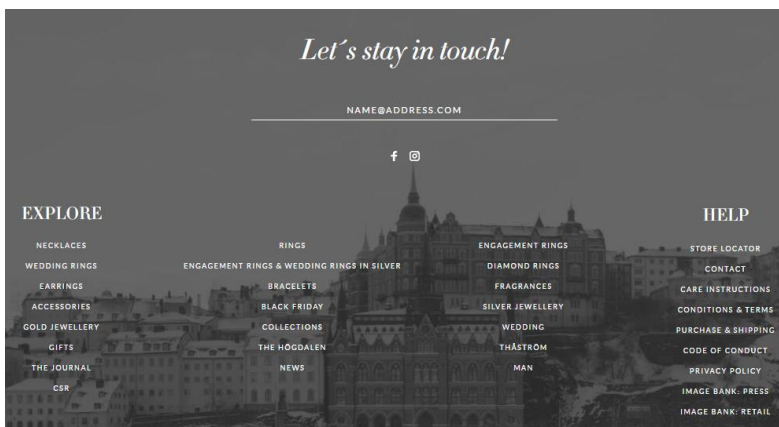 Let´s stay in touch!
NAME@ADDRESS.COM
EXPLORE
NECKLACES
WEDDING RINGS
EARRINGS
ACCESSORIES
GOLD JEWELLERY
GIFTS
THE JOURNAL
CSR
RINGS
ENGAGEMENT RINGS & WEDDING RINGS IN SILVER
BRACELETS
BLACK FRIDAY
COLLECTIONS
THE HÖGDALEN
NEWS
ENGAGEMENT RINGS
DIAMOND RINGS
FRAGRANCES
SILVER JEWELLERY
WEDDING
THÅSTRÖM
MAN
HELP
STORE LOCATOR
CONTACT
CARE INSTRUCTIONS
CONDITIONS & TERMS
PURCHASE & SHIPPING
CODE OF CONDUCT
PRIVACY POLICY
IMAGE BANK: PRESS
IMAGE BANK: RETAIL